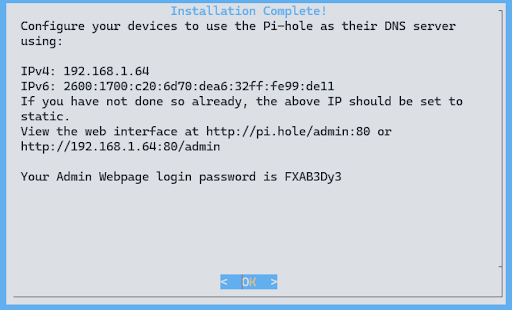 Installation Complete!
Configure your devices to use the Pi-hole as their DNS server
using:
IPv4: 192.168.1.64
IPv6: 2600:1700:c20:6d70:dea6:32ff:fe99:de11
If you have not done so already, the above IP should be set to
static.
View the web interface at http://pi.hole/admin:80 or
http://192.168.1.64:80/admin
Your Admin Webpage login password is FXAB3Dy3
< OK >